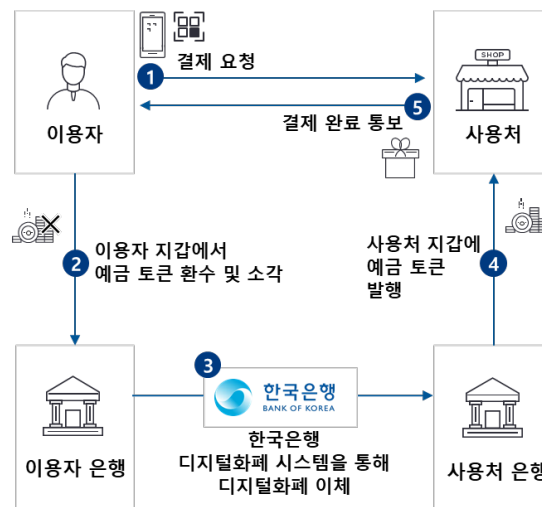 1
결제 요청
SHOP
이용자
5
결제 완료 통보
사용처
2
이용자 지갑에서
예금 토큰 환수 및 소각
사용처 지갑에
예금 토큰
발행
4
3
한국은행
BANK OF KOREA
한국은행
디지털화폐 시스템을 통해
디지털화폐 이체
이용자 은행
사용처 은행